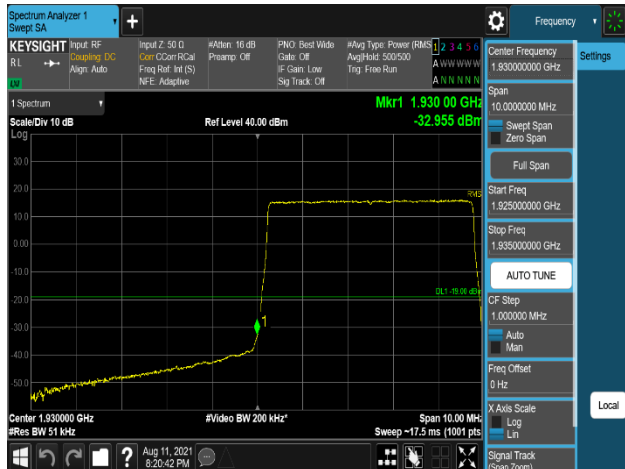 Spectrum Analyzer 1
Swept SA
Frequency
KEYSIGHT
RL
Input: RF
Coupling: DC
Align: Auto
Input Z: 50 Ω
Corr CCorr RCal
Freq Ref: Int (S)
NFE: Adaptive
#Atten: 16 dB
Preamp: Off
PNO: Best Wide
Gate: Off
IF Gain: Low
Sig Track: Off
#Avg Type: Power (RMS
Avg|Hold: 500/500
Trig: Free Run
1 2 3 4 5 6
A W W W W W
A N N N N N
1 Spectrum
Scale/Div 10 dB
Log
Ref Level 40.00 dBm
Mkr1 1.930 00 GHz
-32.955 dBm
30.0
20.0
10.0
0.00
-10.0
-20.0
-30.0
-40.0
-50.0
RMS
DL1 -19.00 dBm
1
Center 1.930000 GHz
#Res BW 51 kHz
#Video BW 200 kHz*
Span 10.00 MHz
Sweep ~17.5 ms (1001 pts
Aug 11, 2021
8:20:42 PM
?
Center Frequency
1.930000000 GHz
Span
10.0000000 MHz
Swept Span
Zero Span
Full Span
Start Freq
1.925000000 GHz
Stop Freq
1.935000000 GHz
AUTO TUNE
CF Step
1.000000 MHz
Auto
Man
Freq Offset
0 Hz
X Axis Scale
Log
Lin
Signal Track
(Span Zoom)
Settings
Local